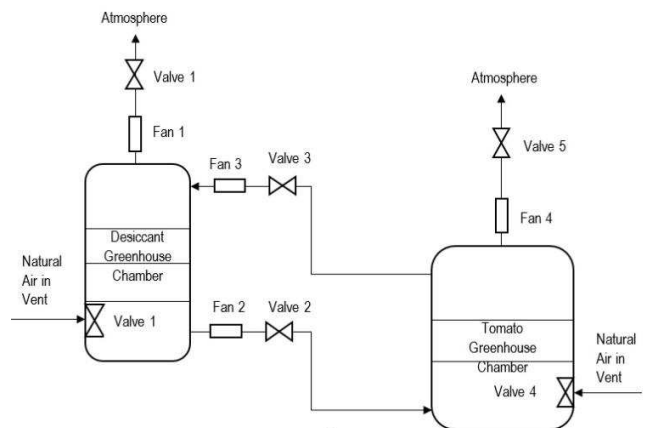 Atmosphere
Valve 1
Fan 1
Atmosphere
Valve 5
Fan 4
Fan 3
Valve 3
Desiccant
Greenhouse
Chamber
Natural
Air in
Vent
Valve 1
Fan 2
Valve 2
Tomato
Greenhouse
Chamber
Valve 4
Natural
Air in
Vent